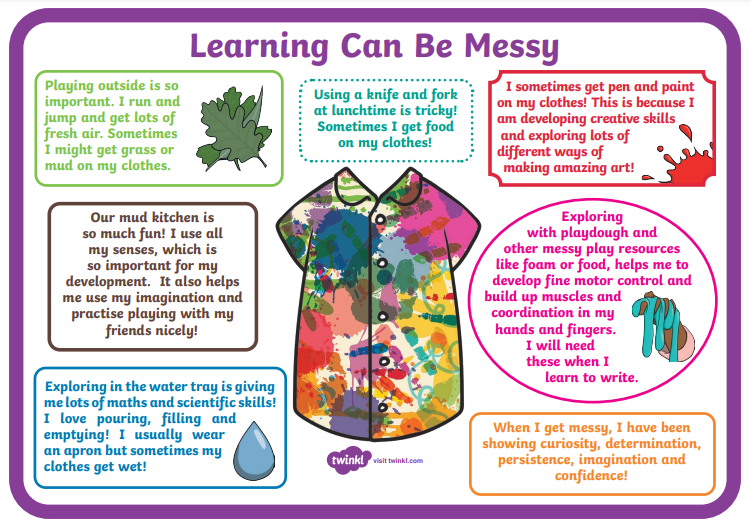 Learning Can Be Messy
Playing outside is so
important. I run and
jump and get lots of
fresh air. Sometimes
I might get grass or
mud on my clothes.
Using a knife and fork
at lunchtime is tricky!
Sometimes I get food
on my clothes!
I sometimes get pen and paint
on my clothes! This is because I
am developing creative skills
and exploring lots of
different ways of
making amazing art!
Our mud kitchen is
so much fun! I use all
my senses, which is
so important for my
development. It also helps
me use my imagination and
practise playing with my
friends nicely!
Exploring
with playdough and
other messy play resources
like foam or food, helps me to
develop fine motor control and
build up muscles and
coordination in my
hands and fingers.
I will need
these when I
learn to write.
Exploring in the water tray is giving
me lots of maths and scientific skills!
I love pouring, filling and
emptying! I usually wear
an apron but sometimes my
clothes get wet!
When I get messy, I have been
showing curiosity, determination,
persistence, imagination and
confidence!
twinkl visit twinkl.com